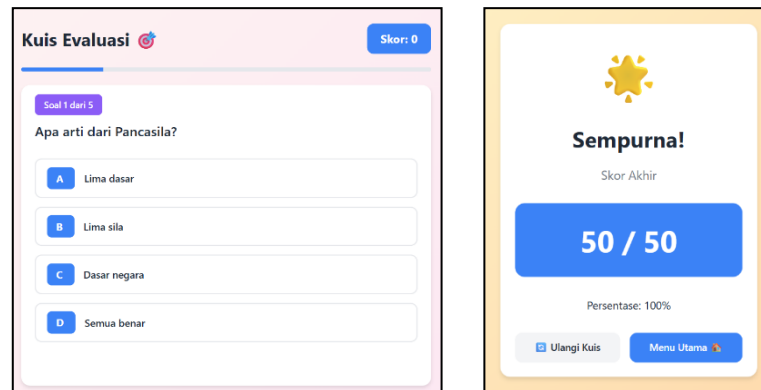 Kuis Evaluasi 🎯
Skor: 0
Soal 1 dari 5
Apa arti dari Pancasila?
A Lima dasar
B Lima sila
C Dasar negara
D Semua benar
Sempurna!
Skor Akhir
50 / 50
Persentase: 100%
Ulangi Kuis
Menu Utama